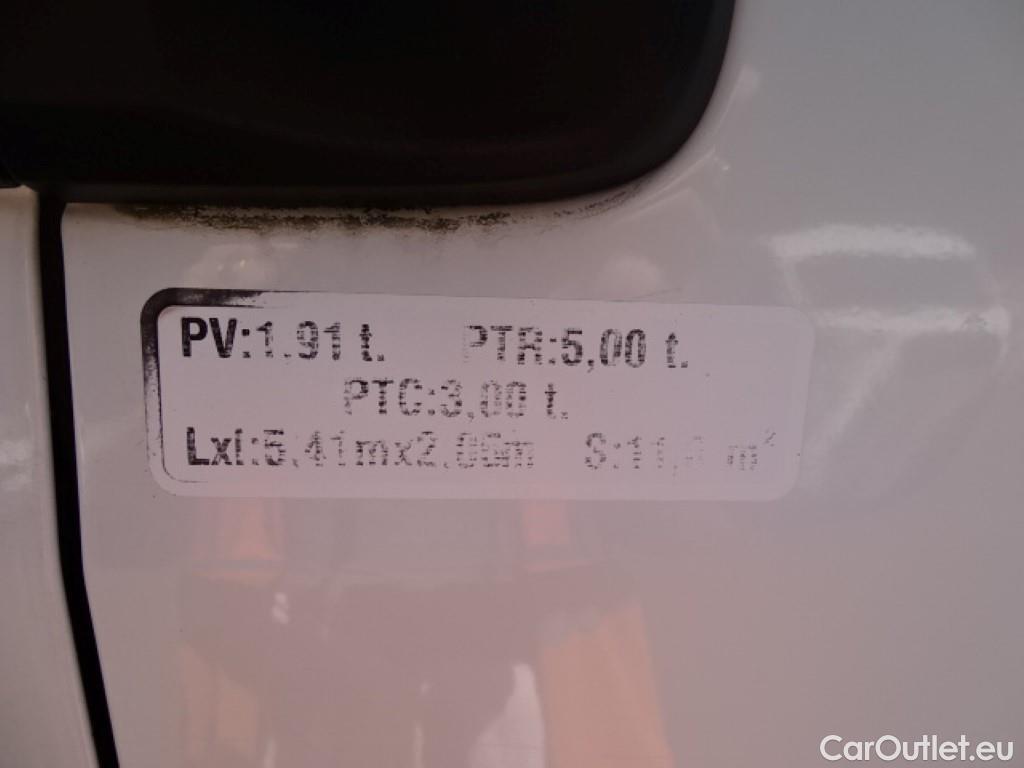 PV:1.91 t. PTR:5,00 t.
PTC:3,00 t.
Lxl:5,41mx2,06m
CarOutlet.eu